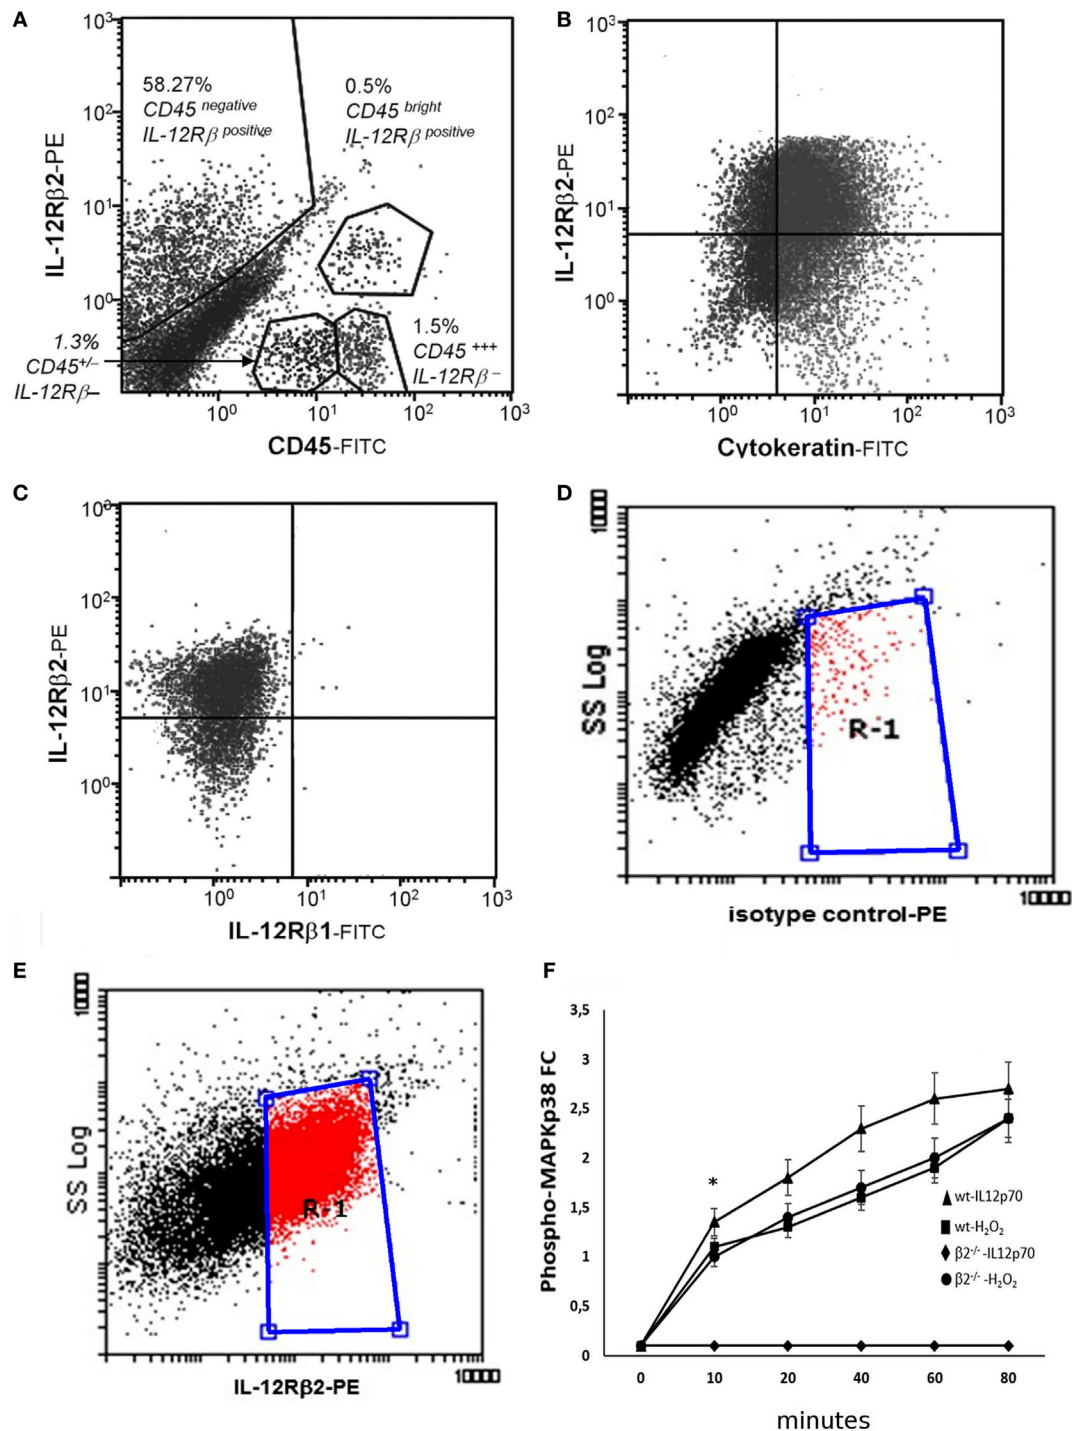 A
IL-12Rβ2-PE
10³
10²
10¹
10⁰
58.27%
CD45 negative
IL-12Rβ positive
0.5%
CD45 bright
IL-12Rβ positive
1.3%
CD45+/–
IL-12Rβ–
1.5%
CD45 +++
IL-12Rβ –
10⁰ 10¹ 10² 10³
CD45-FITC
B
IL-12Rβ2-PE
10³
10²
10¹
10⁰
10⁰ 10¹ 10² 10³
Cytokeratin-FITC
C
IL-12Rβ2-PE
10²
10¹
10⁰
10⁰ 10¹ 10² 10³
IL-12Rβ1-FITC
D
SS Log
R-1
isotype control-PE
E
SS Log
1
R-1
IL-12Rβ2-PE
F
Phospho-MAPKp38 FC
3,5
3
2,5
2
1,5
1
0,5
0
*
wt-IL12p70
wt-H₂O₂
β2-/- -IL12p70
β2-/- -H₂O₂
0 10 20 40 60 80
minutes